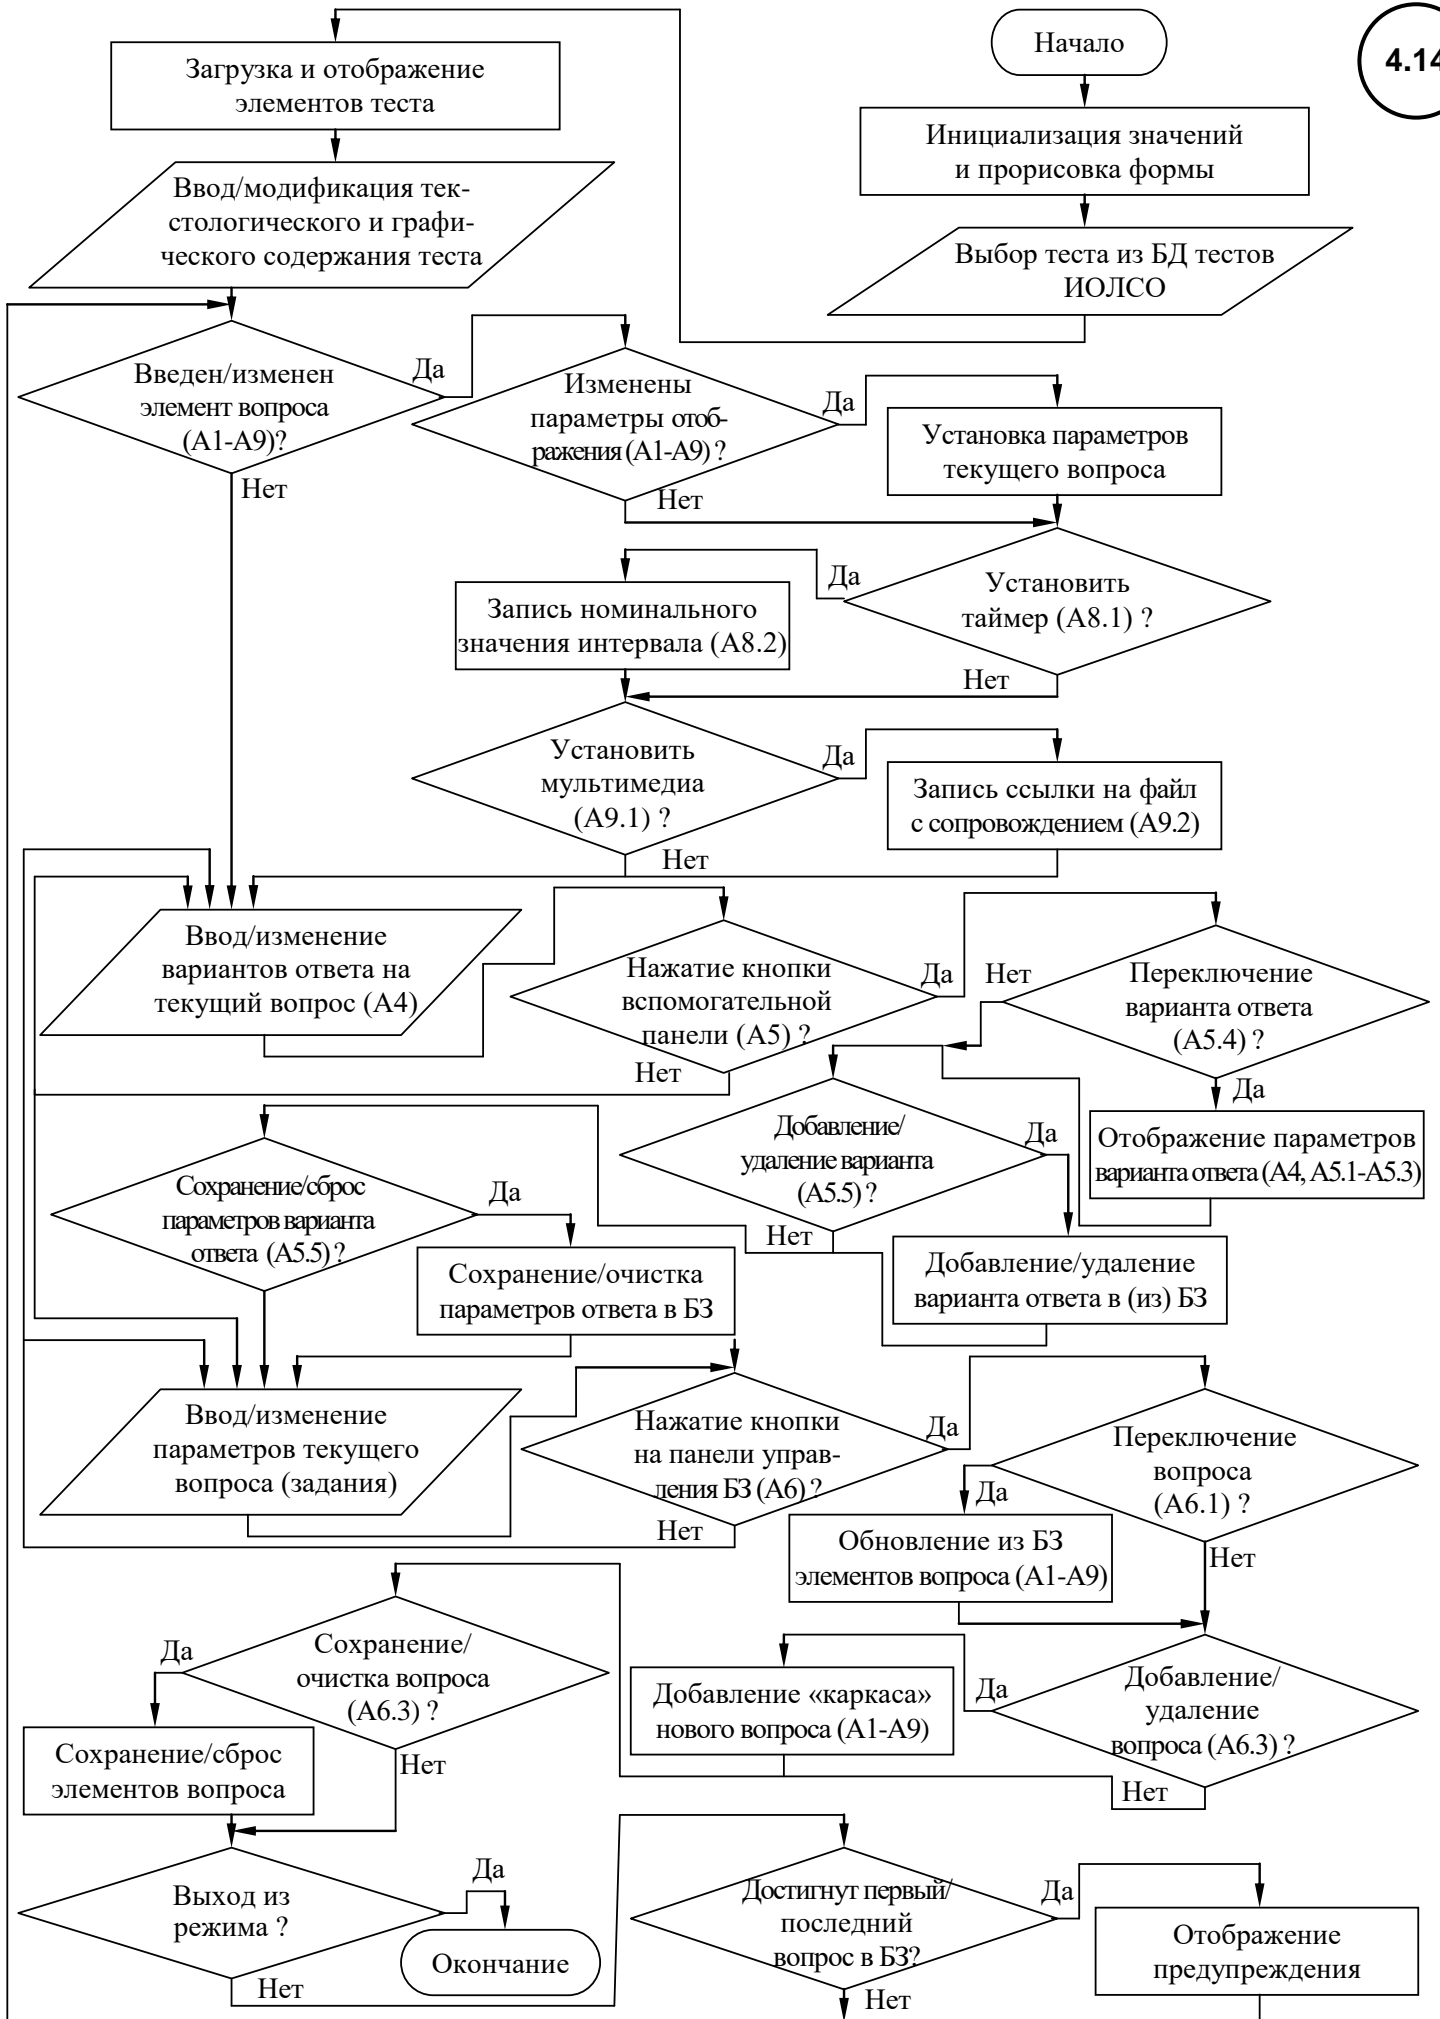 Начало
4.14
Загрузка и отображение
элементов теста
Инициализация значений
и прорисовка формы
Ввод/модификация тек-
стологического и графи-
ческого содержания теста
Выбор теста из БД тестов
ИОЛСО
Введен/изменен
элемент вопроса
(А1-А9)?
Да
Нет
Изменены
параметры отоб-
ражения (А1-А9) ?
Да
Нет
Установка параметров
текущего вопроса
Установить
таймер (А8.1) ?
Да
Нет
Запись номинального
значения интервала (А8.2)
Установить
мультимедиа
(А9.1) ?
Да
Нет
Запись ссылки на файл
с сопровождением (А9.2)
Ввод/изменение
вариантов ответа на
текущий вопрос (А4)
Нажатие кнопки
вспомогательной
панели (А5) ?
Да
Нет
Переключение
варианта ответа
(А5.4) ?
Нет
Да
Отображение параметров
варианта ответа (А4, А5.1-А5.3)
Добавление/
удаление варианта
(А5.5) ?
Да
Нет
Сохранение/сброс
параметров варианта
ответа (А5.5) ?
Да
Добавление/удаление
варианта ответа в (из) БЗ
Сохранение/очистка
параметров ответа в БЗ
Ввод/изменение
параметров текущего
вопроса (задания)
Нажатие кнопки
на панели управ-
ления БЗ (А6) ?
Да
Нет
Переключение
вопроса
(А6.1) ?
Да
Нет
Обновление из БЗ
элементов вопроса (А1-А9)
Сохранение/
очистка вопроса
(А6.3) ?
Да
Нет
Добавление «каркаса»
нового вопроса (А1-А9)
Добавление/
удаление
вопроса (А6.3) ?
Да
Нет
Сохранение/сброс
элементов вопроса
Выход из
режима ?
Да
Нет
Окончание
Достигнут первый/
последний
вопрос в БЗ?
Да
Нет
Отображение
предупреждения